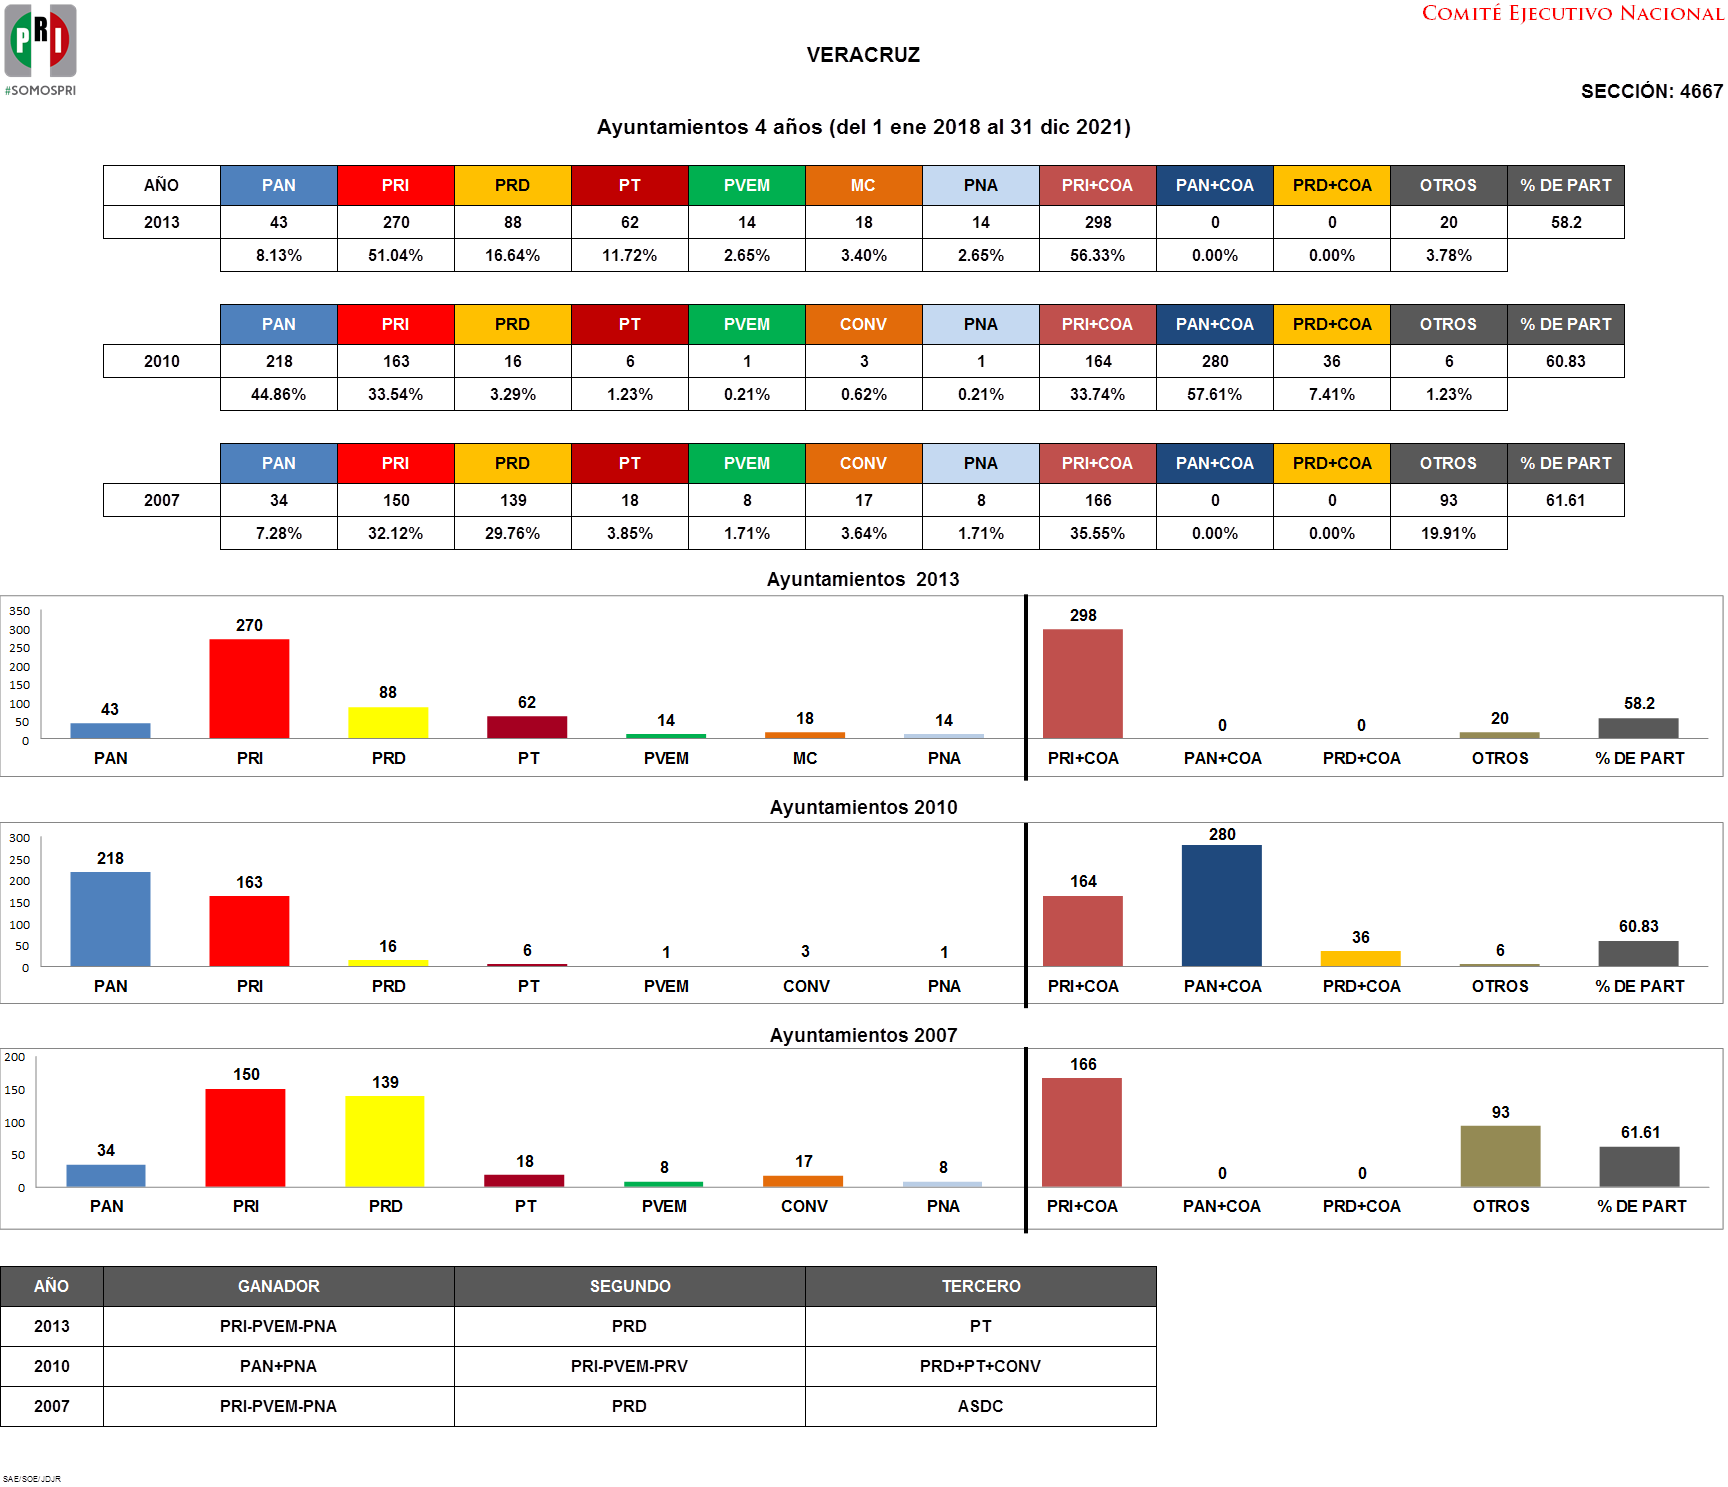 PRI
#SOMOSPRI
COMITÉ EJECUTIVO NACIONAL
VERACRUZ
SECCIÓN: 4667
Ayuntamientos 4 años (del 1 ene 2018 al 31 dic 2021)
AÑO PAN PRI PRD PT PVEM MC PNA PRI+COA PAN+COA PRD+COA OTROS % DE PART
2013 43 270 88 62 14 18 14 298 0 0 20 58.2
8.13% 51.04% 16.64% 11.72% 2.65% 3.40% 2.65% 56.33% 0.00% 0.00% 3.78%
PAN PRI PRD PT PVEM CONV PNA PRI+COA PAN+COA PRD+COA OTROS % DE PART
2010 218 163 16 6 1 3 1 164 280 36 6 60.83
44.86% 33.54% 3.29% 1.23% 0.21% 0.62% 0.21% 33.74% 57.61% 7.41% 1.23%
PAN PRI PRD PT PVEM CONV PNA PRI+COA PAN+COA PRD+COA OTROS % DE PART
2007 34 150 139 18 8 17 8 166 0 0 93 61.61
7.28% 32.12% 29.76% 3.85% 1.71% 3.64% 1.71% 35.55% 0.00% 0.00% 19.91%
Ayuntamientos 2013
350
300
250
200
150
100
50
0
43 270 88 62 14 18 14 298 0 0 20 58.2
PAN PRI PRD PT PVEM MC PNA PRI+COA PAN+COA PRD+COA OTROS % DE PART
Ayuntamientos 2010
300
250
200
150
100
50
0
218 163 16 6 1 3 1 164 280 36 6 60.83
PAN PRI PRD PT PVEM CONV PNA PRI+COA PAN+COA PRD+COA OTROS % DE PART
Ayuntamientos 2007
200
150
100
50
0
34 150 139 18 8 17 8 166 0 0 93 61.61
PAN PRI PRD PT PVEM CONV PNA PRI+COA PAN+COA PRD+COA OTROS % DE PART
AÑO GANADOR SEGUNDO TERCERO
2013 PRI-PVEM-PNA PRD PT
2010 PAN+PNA PRI-PVEM-PRV PRD+PT+CONV
2007 PRI-PVEM-PNA PRD ASDC
SAE/SOE/JDJR